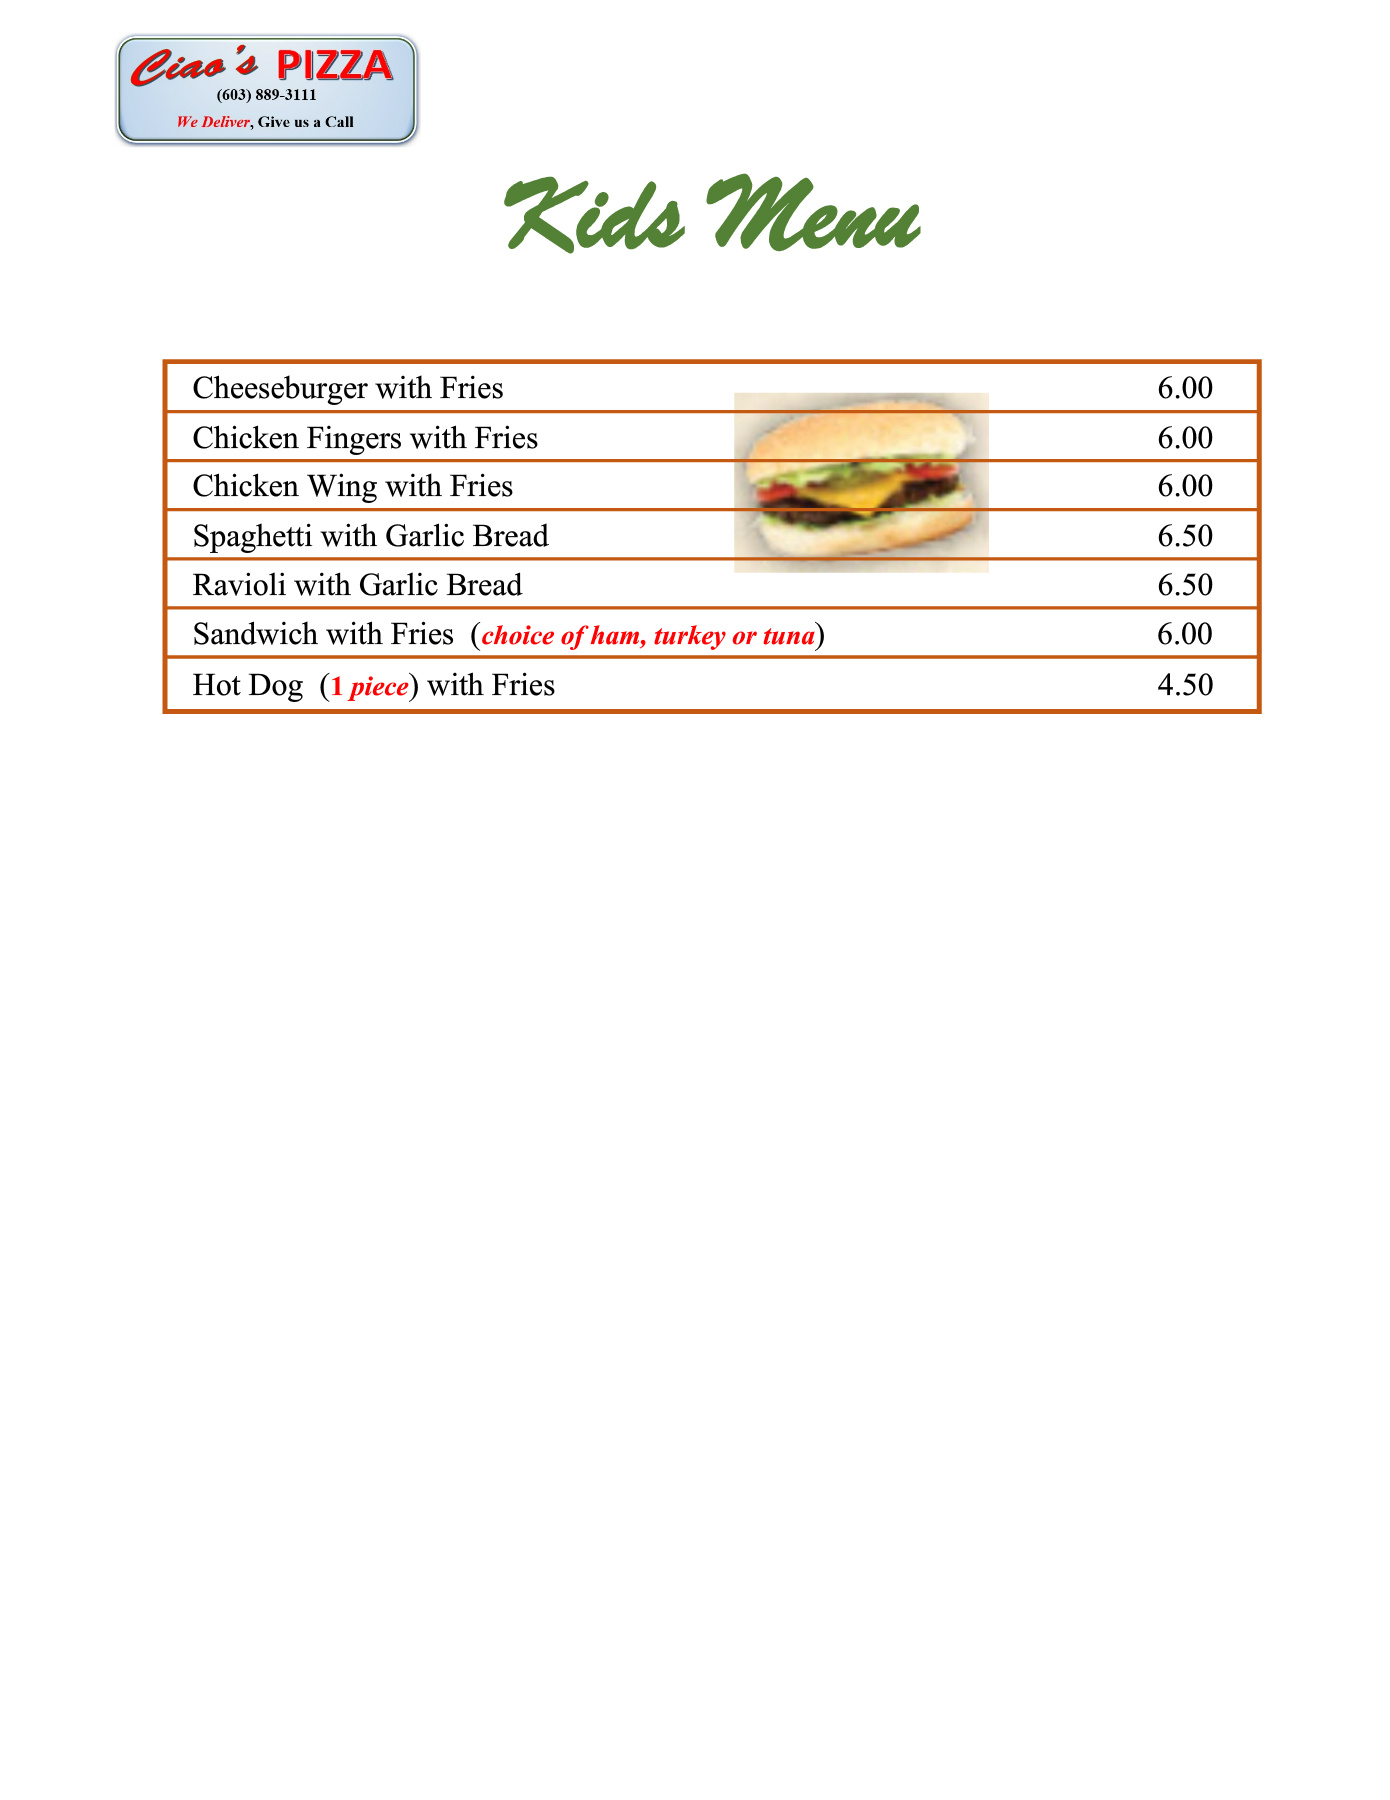 Ciao's PIZZA
(603) 889-3111
We Deliver, Give us a Call
Kids Menu
Cheeseburger with Fries 6.00
Chicken Fingers with Fries 6.00
Chicken Wing with Fries 6.00
Spaghetti with Garlic Bread 6.50
Ravioli with Garlic Bread 6.50
Sandwich with Fries (choice of ham, turkey or tuna) 6.00
Hot Dog (1 piece) with Fries 4.50